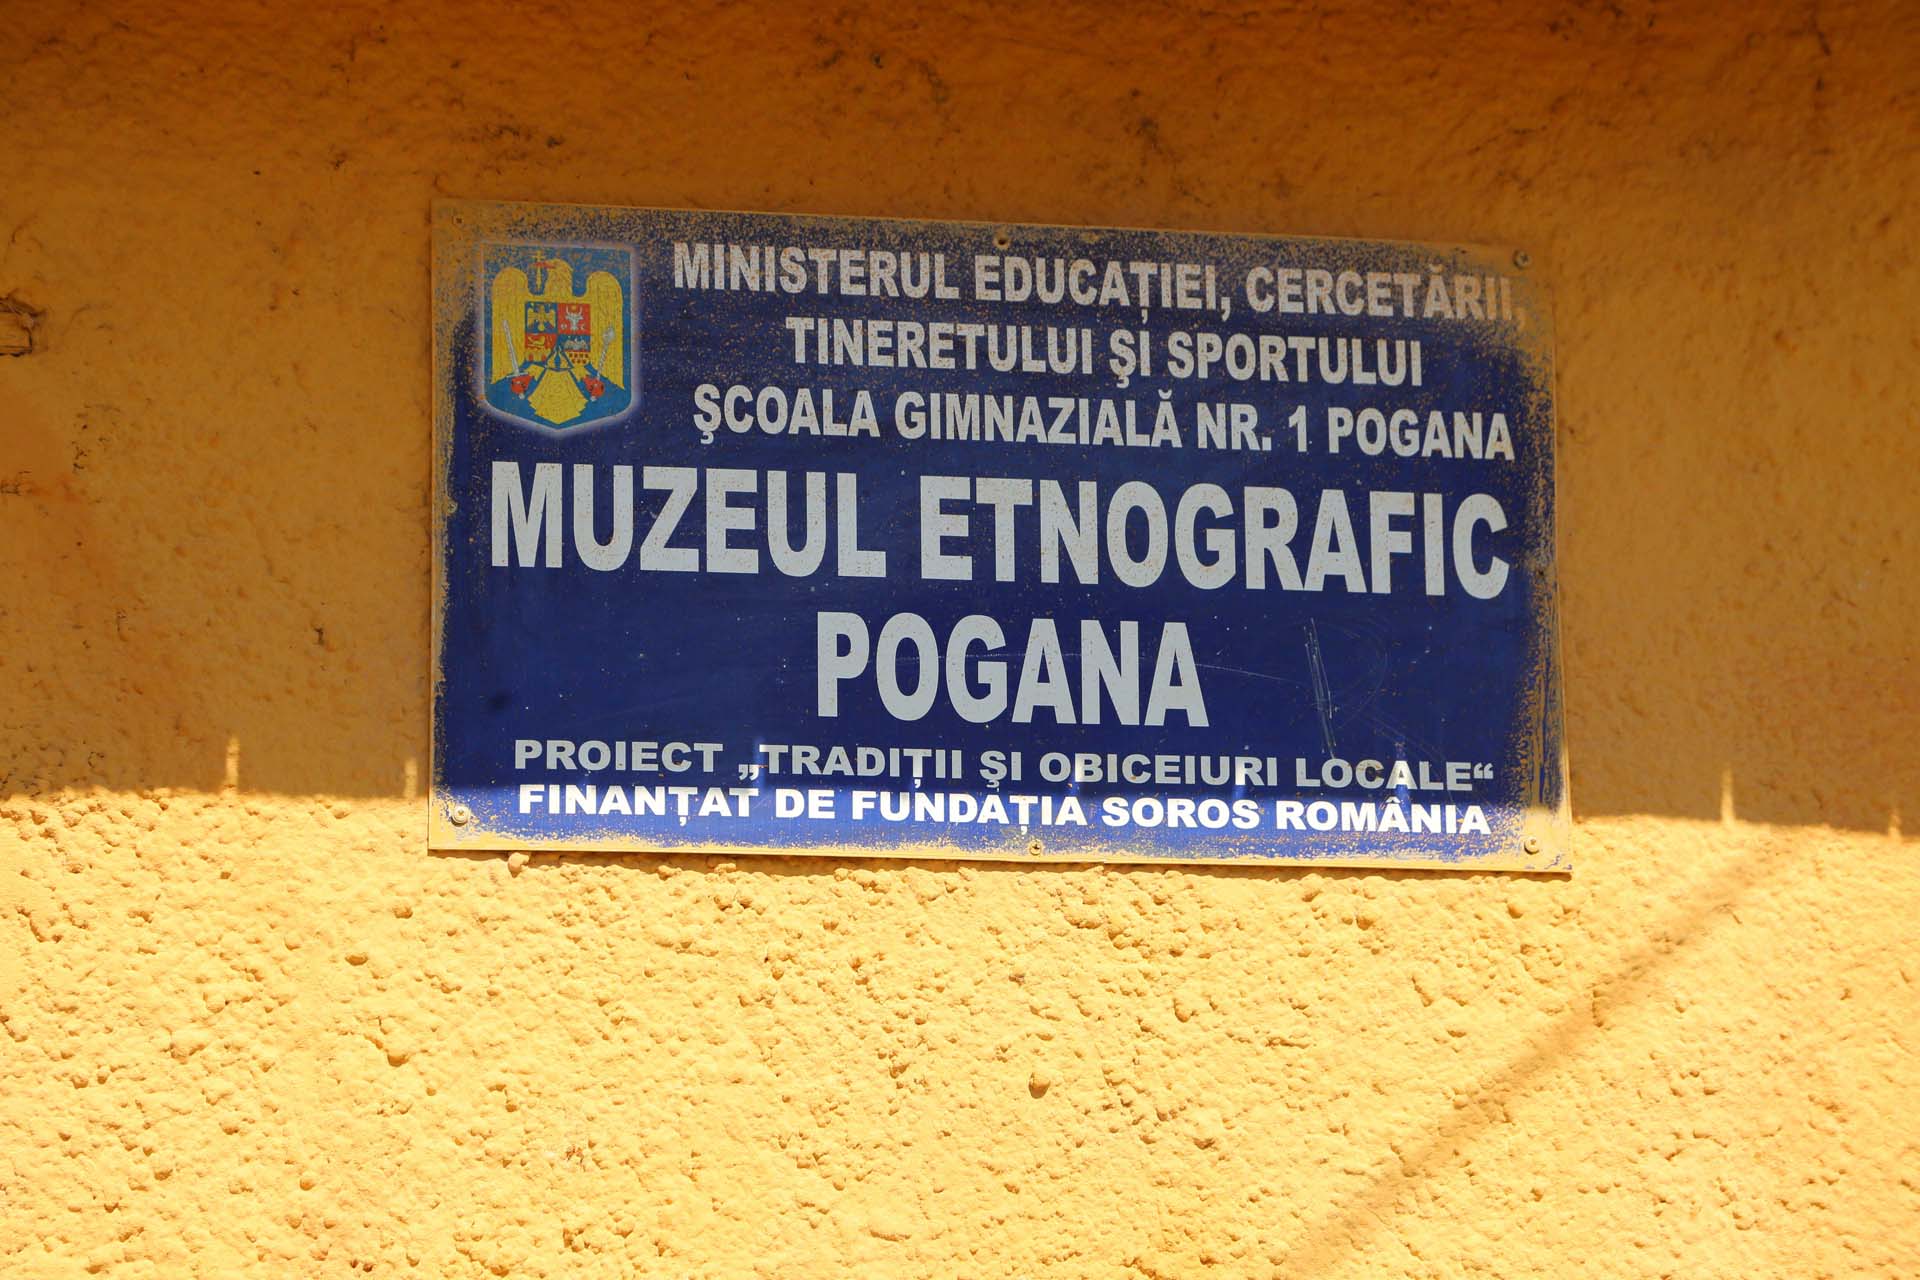 MINISTERUL EDUCAȚIEI, CERCETĂRII,
TINERETULUI ŞI SPORTULUI
ŞCOALA GIMNAZIALĂ NR. 1 POGANA
MUZEUL ETNOGRAFIC
POGANA
PROIECT „TRADIȚII ŞI OBICEIURI LOCALE“
FINANȚAT DE FUNDAȚIA SOROS ROMÂNIA